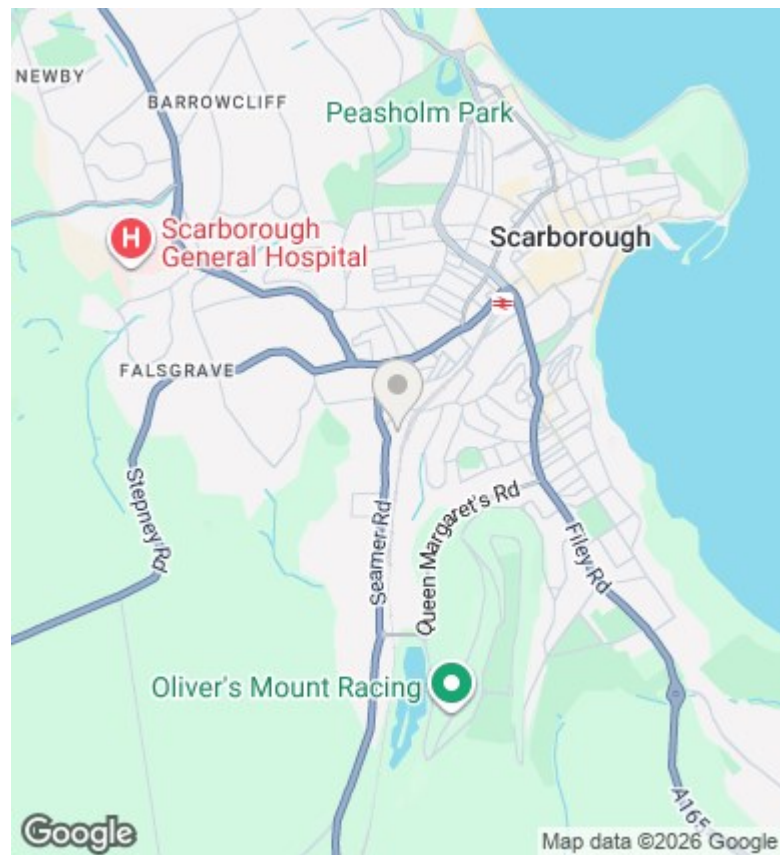 NEWBY
BARROWCLIFF
Peasholm Park
H
Scarborough
General Hospital
Scarborough
FALSGRAVE
Stepney Rd
Seamer Rd
Queen Margaret's Rd
Filey Rd
Oliver's Mount Racing
A165
Google
Map data ©2026 Google